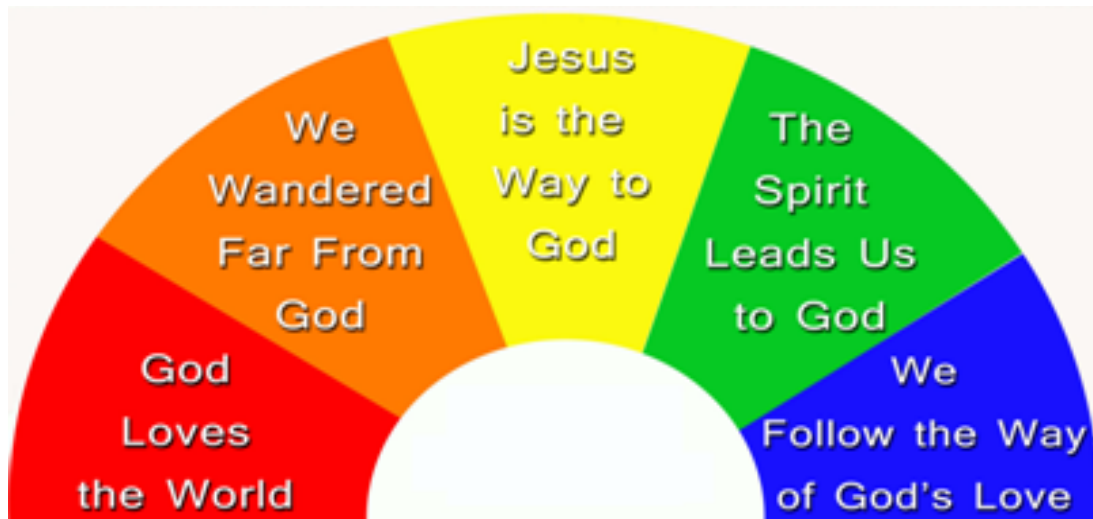 God
Loves
the World
We
Wandered
Far From
God
Jesus
is the
Way to
God
The
Spirit
Leads Us
to God
We
Follow the Way
of God's Love